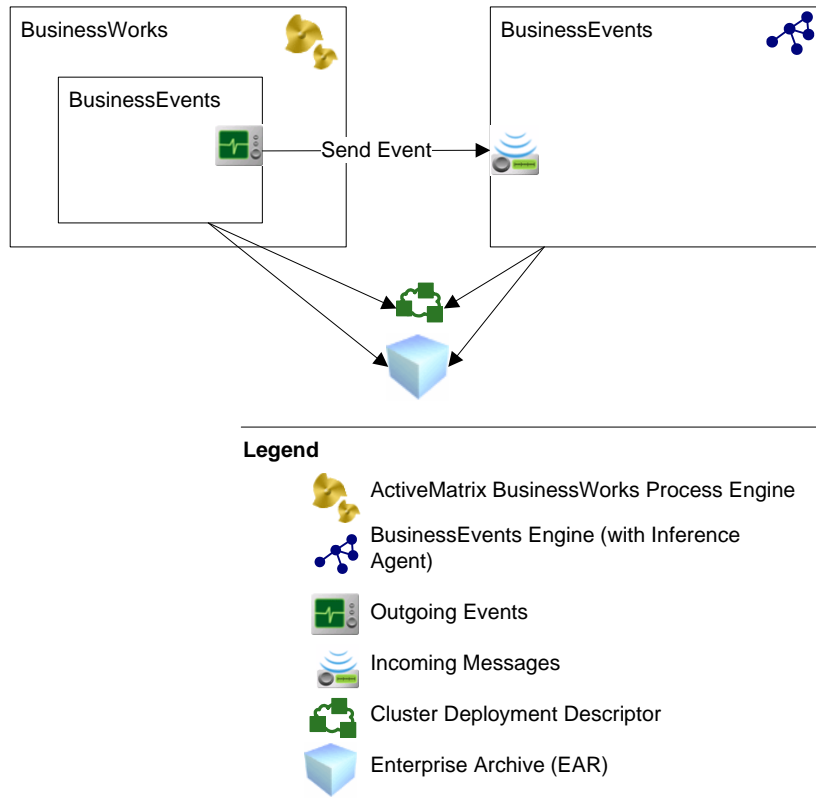 BusinessWorks
BusinessEvents
BusinessEvents
Send Event
Legend
ActiveMatrix BusinessWorks Process Engine
BusinessEvents Engine (with Inference
Agent)
Outgoing Events
Incoming Messages
Cluster Deployment Descriptor
Enterprise Archive (EAR)